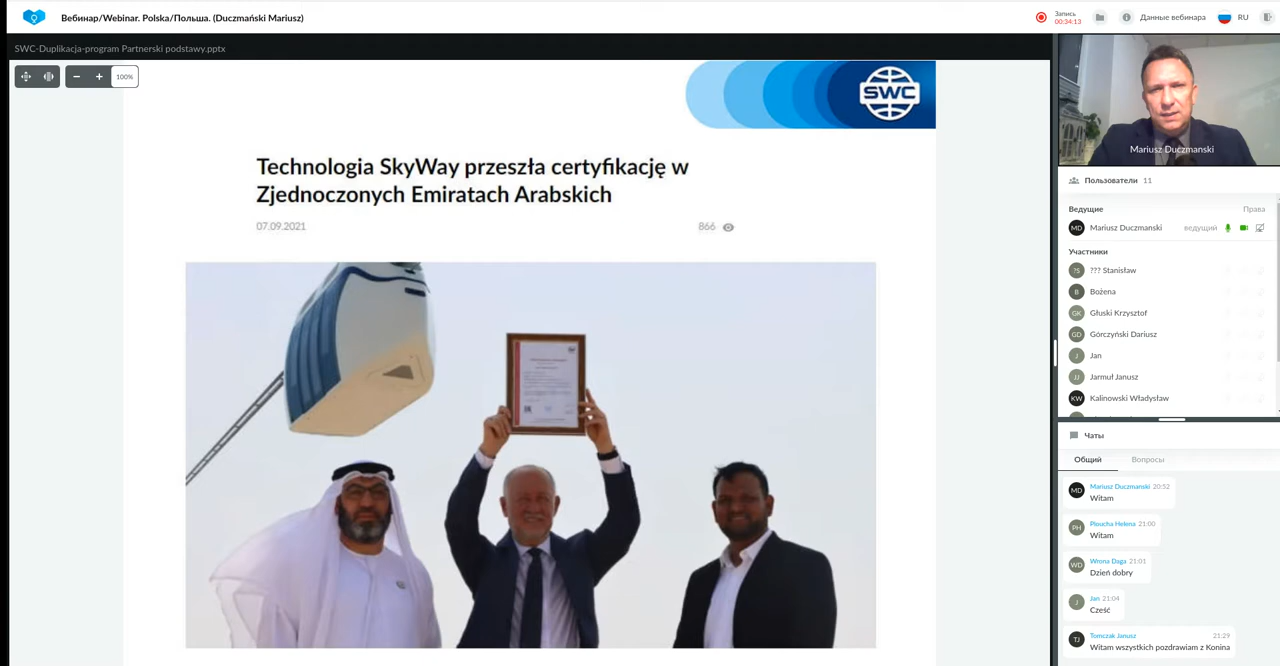 Вебинар/Webinar. Polska/Польша. (Duczmański Mariusz)
Запись
00:34:13
Данные вебинара
RU
SWC-Duplikacja-program Partnerski podstawy.pptx
100%
SWC
Technologia SkyWay przeszła certyfikację w
Zjednoczonych Emiratach Arabskich
07.09.2021
866
Mariusz Duczmanski
Пользователи 11
Ведущие
Права
MD Mariusz Duczmanski ведущий
Участники
?S ??? Stanisław
B Bożena
GK Głuski Krzysztof
GD Górczyński Dariusz
J Jan
JJ Jarmuł Janusz
KW Kalinowski Władysław
Чаты
Общий
Вопросы
MD Mariusz Duczmanski 20:52
Witam
PH Ploucha Helena 21:00
Witam
WD Wrona Daga 21:01
Dzień dobry
J Jan 21:04
Cześć
TJ Tomczak Janusz 21:29
Witam wszystkich pozdrawiam z Konina